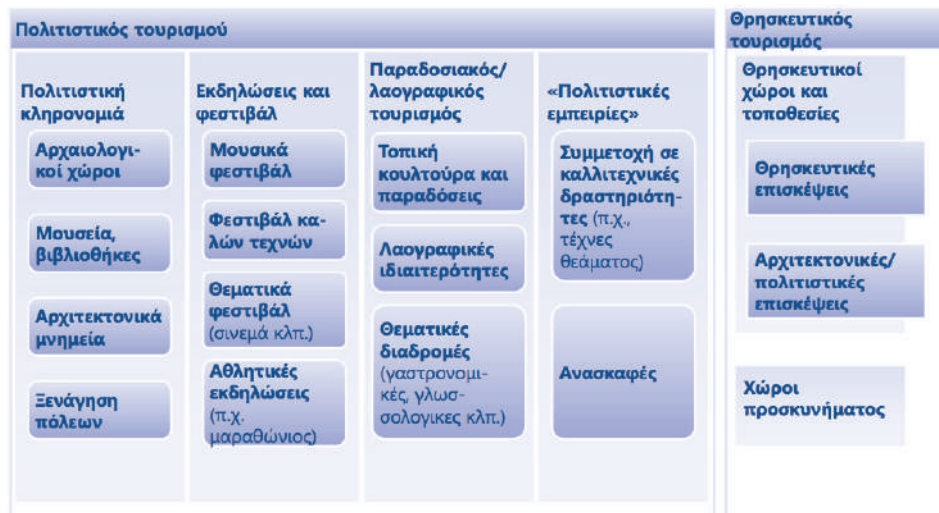 Πολιτιστικός τουρισμού
Πολιτιστική
κληρονομιά
Αρχαιολογι-
κοί χώροι
Μουσεία,
βιβλιοθήκες
Αρχιτεκτονικά
μνημεία
Ξενάγηση
πόλεων
Εκδηλώσεις και
φεστιβάλ
Μουσικά
φεστιβάλ
Φεστιβάλ κα-
λών τεχνών
Θεματικά
φεστιβάλ
(σινεμά κλπ.)
Αθλητικές
εκδηλώσεις
(π.χ.
μαραθώνιος)
Παραδοσιακός/
λαογραφικός
τουρισμός
Τοπική
κουλτούρα και
παραδόσεις
Λαογραφικές
ιδιαιτερότητες
Θεματικές
διαδρομές
(γαστρονομι-
κές, γλωσ-
σολογικες κλπ.)
«Πολιτιστικές
εμπειρίες»
Συμμετοχή σε
καλλιτεχνικές
δραστηριότη-
τες (π.χ.,
τέχνες
θεάματος)
Ανασκαφές
Θρησκευτικός
τουρισμός
Θρησκευτικοί
χώροι και
τοποθεσίες
Θρησκευτικές
επισκέψεις
Αρχιτεκτονικές/
πολιτιστικές
επισκέψεις
Χώροι
προσκυνήματος